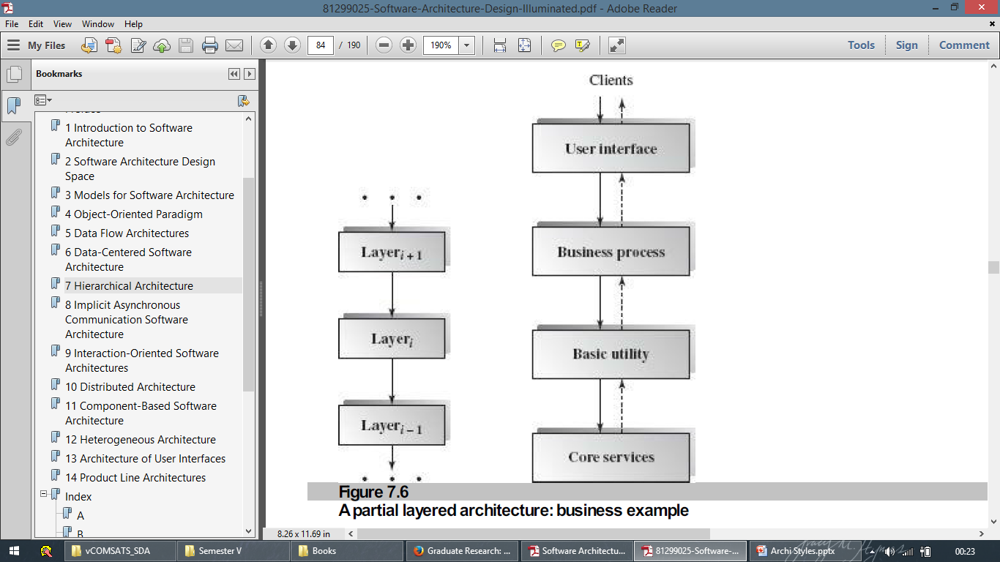 81299025-Software-Architecture-Design-Illuminated.pdf - Adobe Reader
File Edit View Window Help
My Files
84 / 190
190%
Tools Sign Comment
Bookmarks
1 Introduction to Software
Architecture
2 Software Architecture Design
Space
3 Models for Software Architecture
4 Object-Oriented Paradigm
5 Data Flow Architectures
6 Data-Centered Software
Architecture
7 Hierarchical Architecture
8 Implicit Asynchronous
Communication Software
Architecture
9 Interaction-Oriented Software
Architectures
10 Distributed Architecture
11 Component-Based Software
Architecture
12 Heterogeneous Architecture
13 Architecture of User Interfaces
14 Product Line Architectures
Index
A
B
. . .
Layer i + 1
Layer i
Layer i − 1
. . .
Clients
User interface
Business process
Basic utility
Core services
Figure 7.6
A partial layered architecture: business example
8.26 x 11.69 in
vCOMSATS_SDA
Semester V
Books
Graduate Research: ...
Software Architectu...
81299025-Software-...
Archi Styles.pptx
00:23